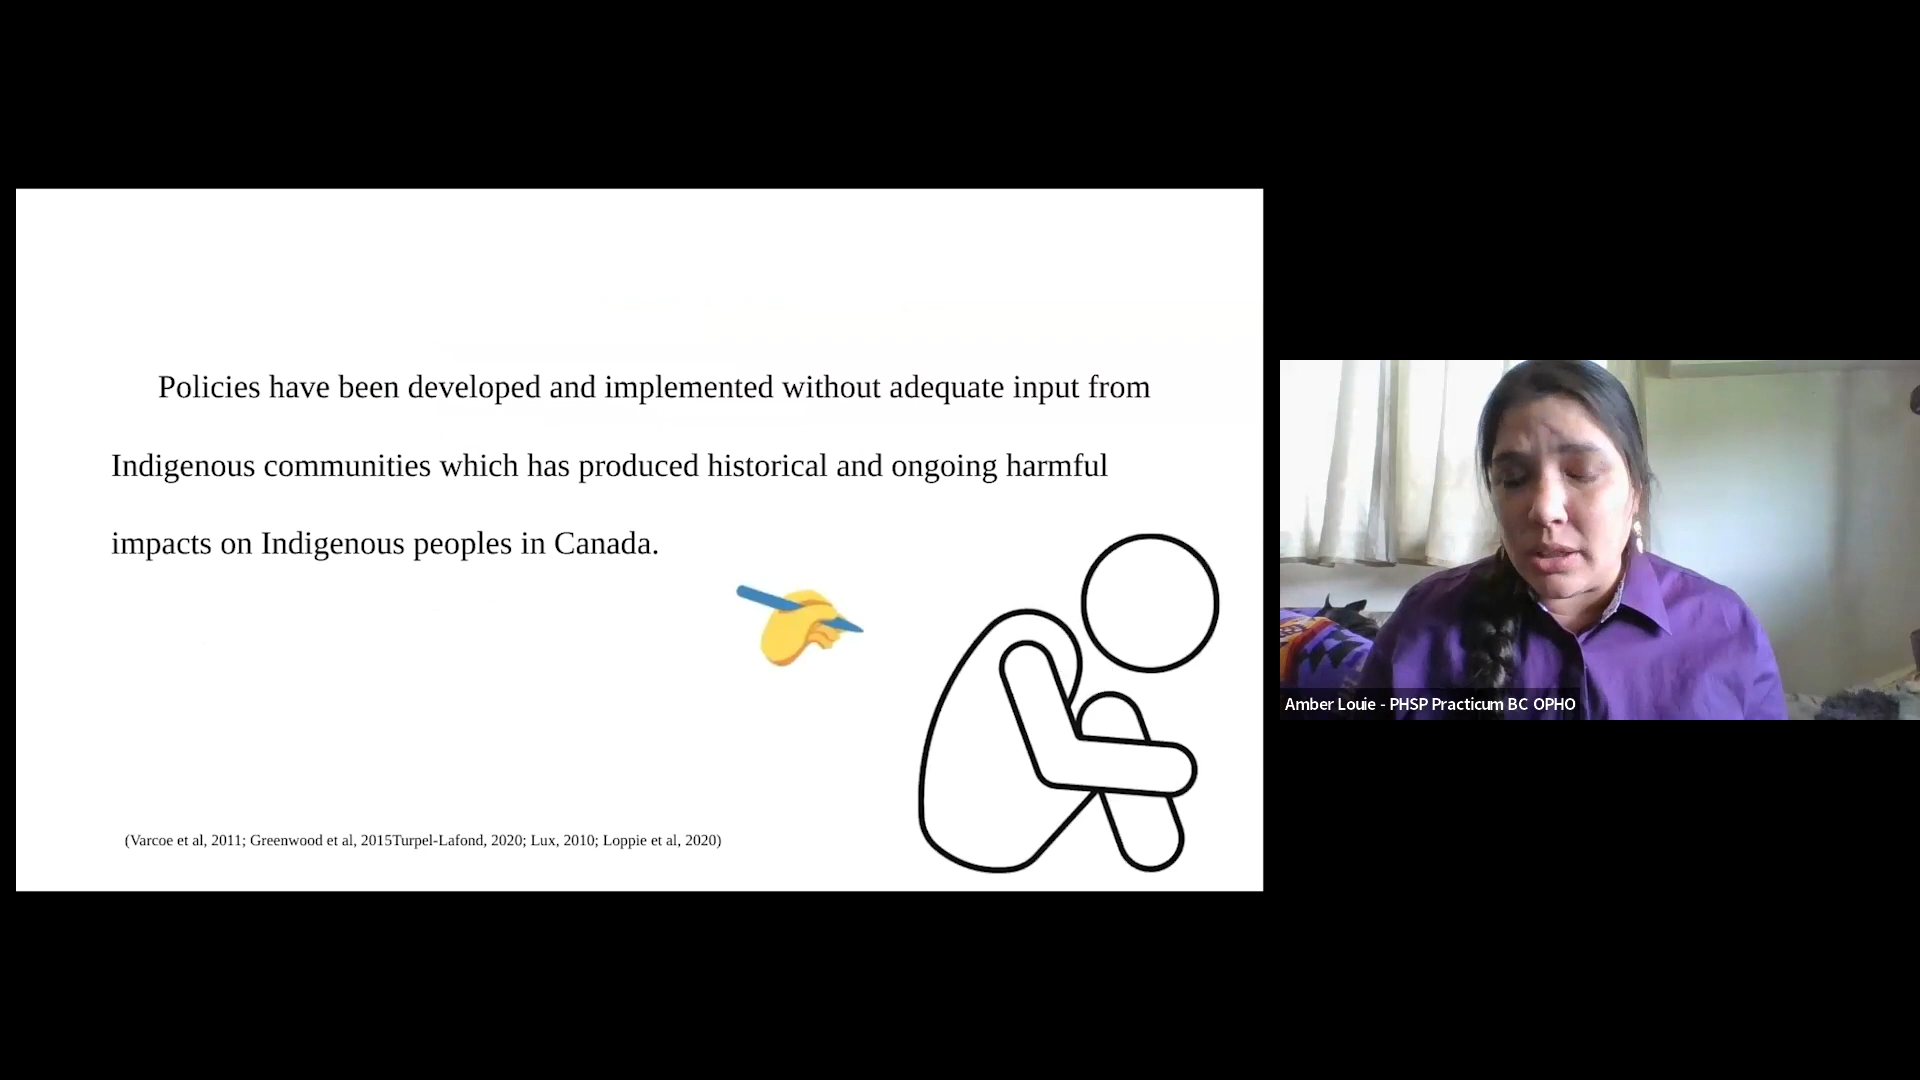 Policies have been developed and implemented without adequate input from
Indigenous communities which has produced historical and ongoing harmful
impacts on Indigenous peoples in Canada.
(Varcoe et al, 2011; Greenwood et al, 2015Turpel-Lafond, 2020; Lux, 2010; Loppie et al, 2020)
Amber Louie - PHSP Practicum BC OPHO